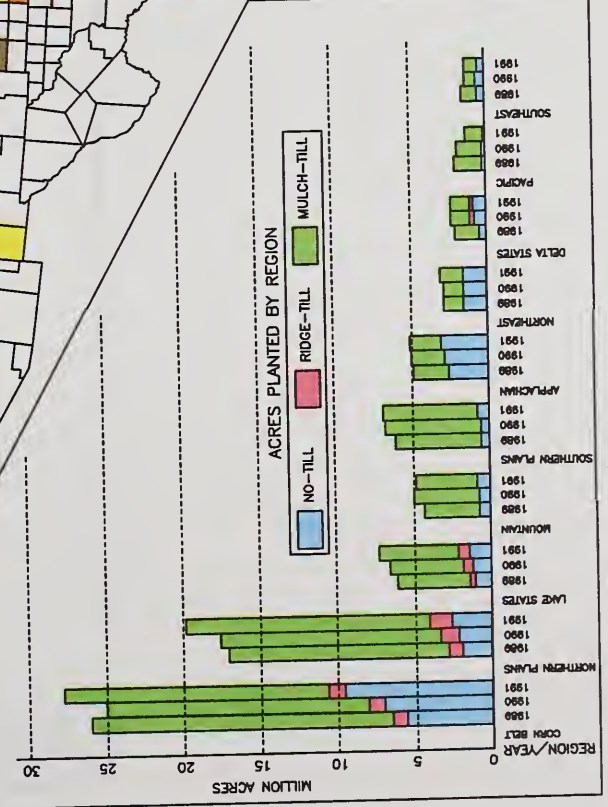 ACRES PLANTED BY REGION
NO-TILL RIDGE-TILL MULCH-TILL
REGION/YEAR
CORN BELT
1989
1990
1991
NORTHERN PLAINS
1989
1990
1991
LAKE STATES
1989
1990
1991
MOUNTAIN
1989
1990
1991
SOUTHERN PLAINS
1989
1990
1991
APPLACHIAN
1989
1990
1991
NORTHEAST
1989
1990
1991
DELTA STATES
1989
1990
1991
PACIFIC
1989
1990
1991
SOUTHEAST
1989
1990
1991
0 5 10 15 20 25 30
MILLION ACRES